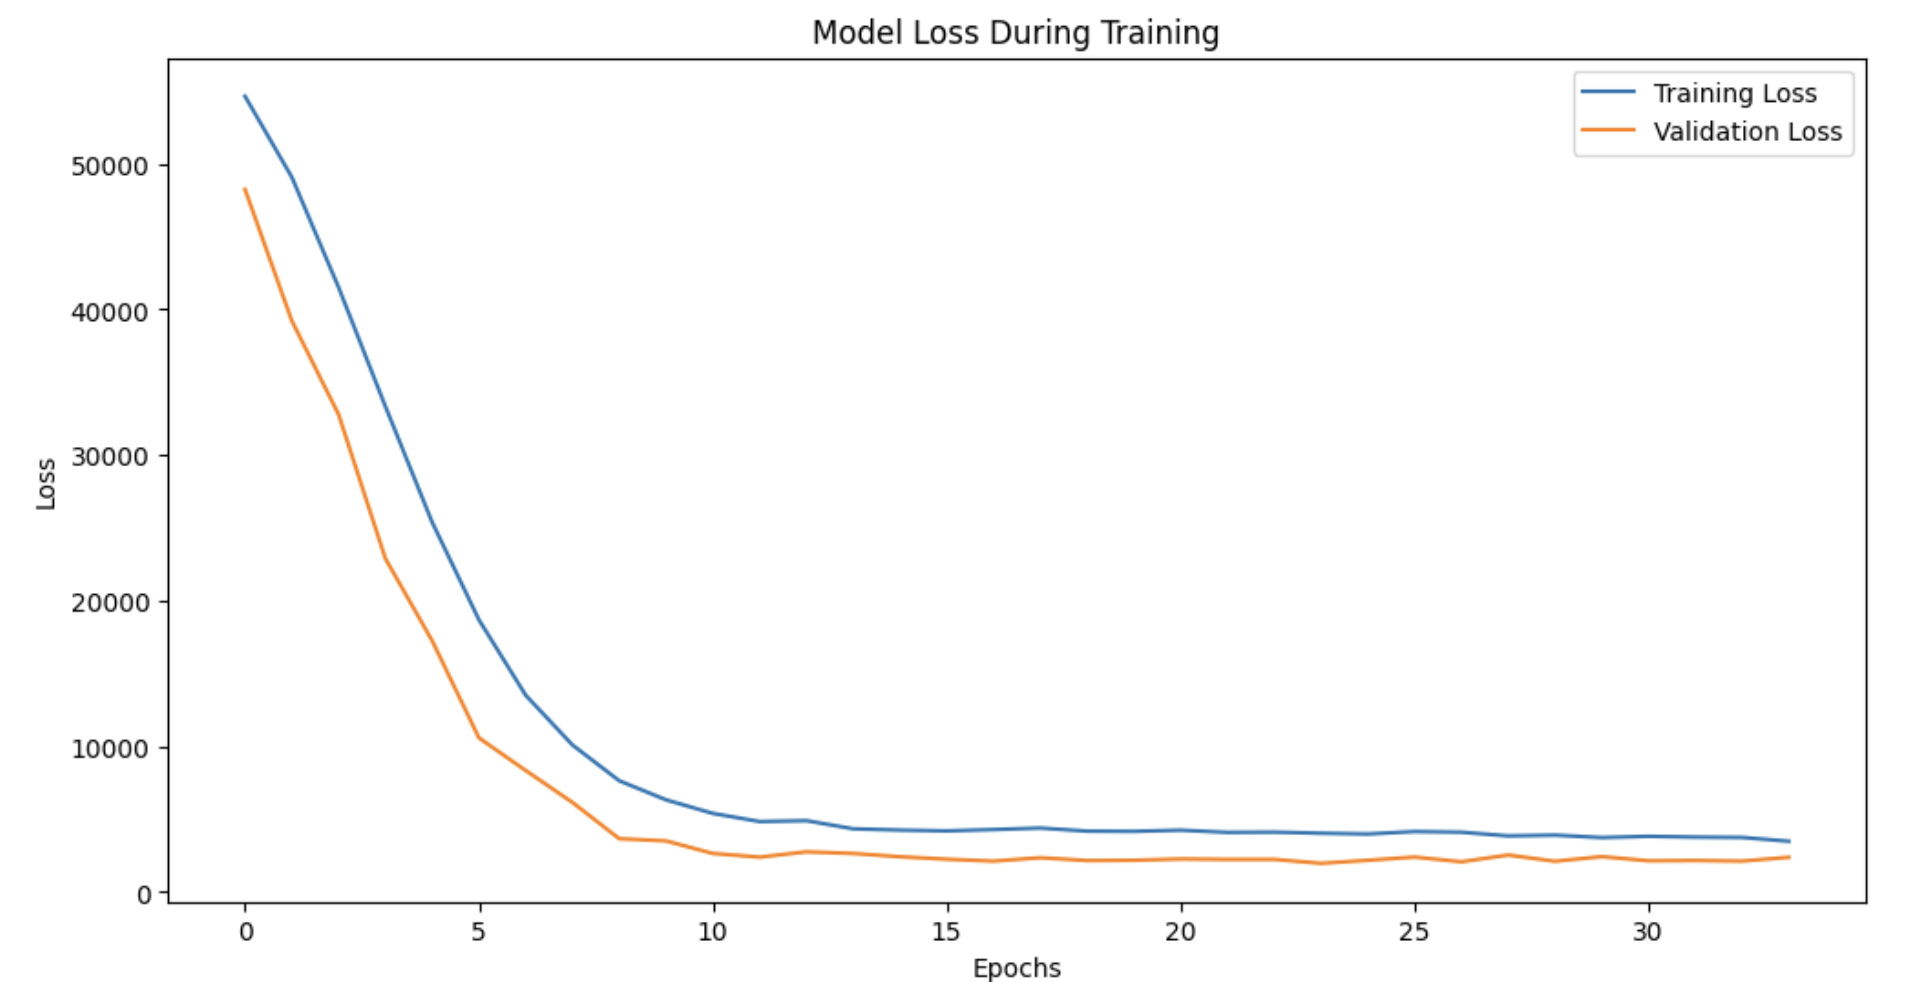 Model Loss During Training
Training Loss
Validation Loss
50000
40000
30000
20000
10000
0
Loss
0 5 10 15 20 25 30
Epochs